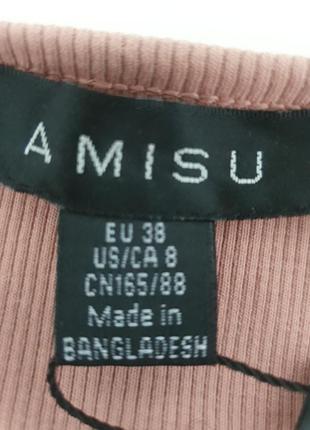 AMISU
EU 38
US/CA 8
CN165/88
Made in
BANGLADESH